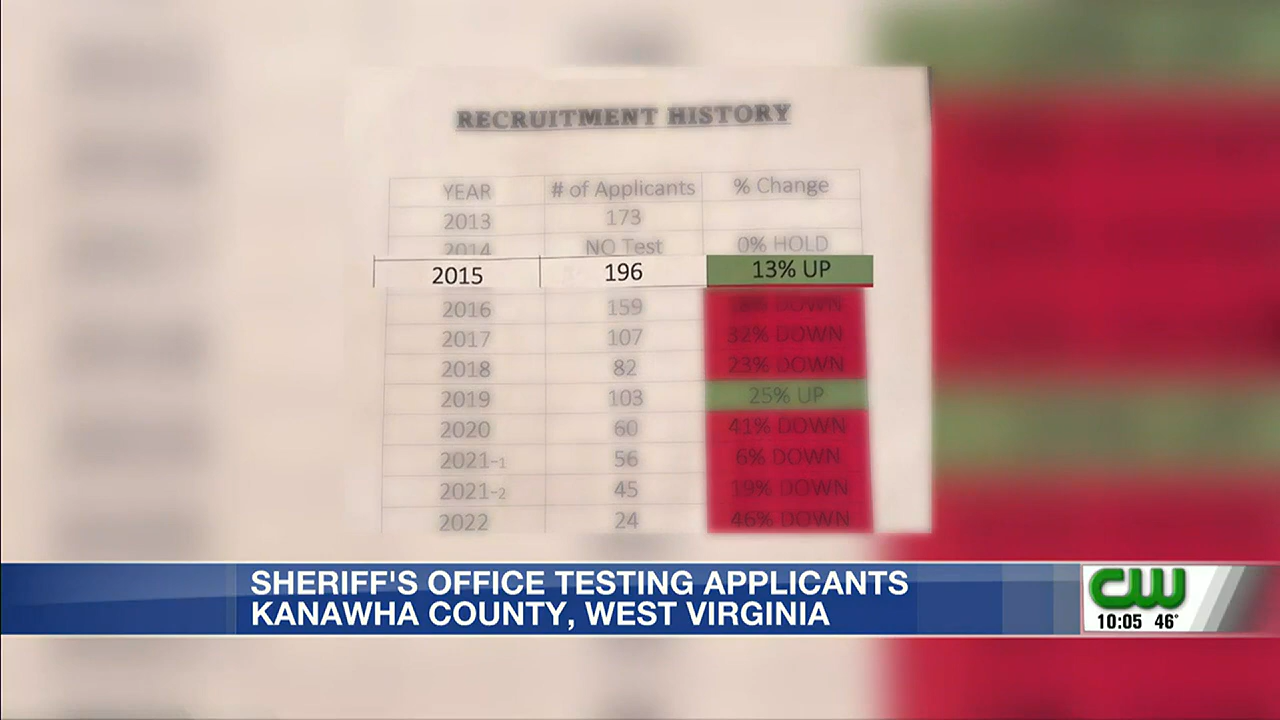 RECRUITMENT HISTORY
YEAR # of Applicants % Change
2013 173
2014 NO Test 0% HOLD
2015 196 13% UP
2016 159 DOWN
2017 107 32% DOWN
2018 82 23% DOWN
2019 103 25% UP
2020 60 41% DOWN
2021-1 56 6% DOWN
2021-2 45 19% DOWN
2022 24 46% DOWN
SHERIFF'S OFFICE TESTING APPLICANTS
KANAWHA COUNTY, WEST VIRGINIA
CW
10:05 46°